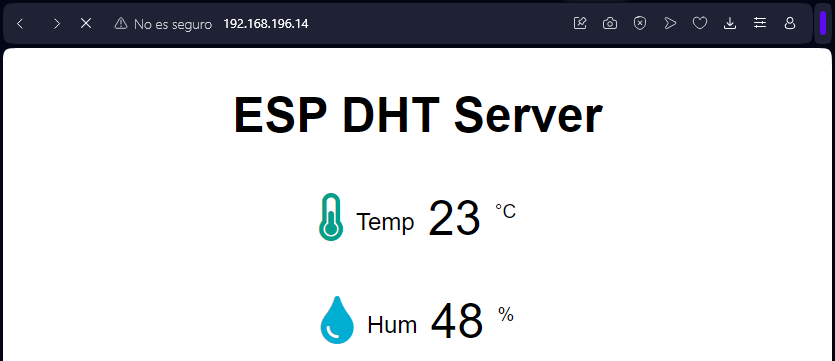 No es seguro 192.168.196.14
ESP DHT Server
Temp 23 °C
Hum 48 %